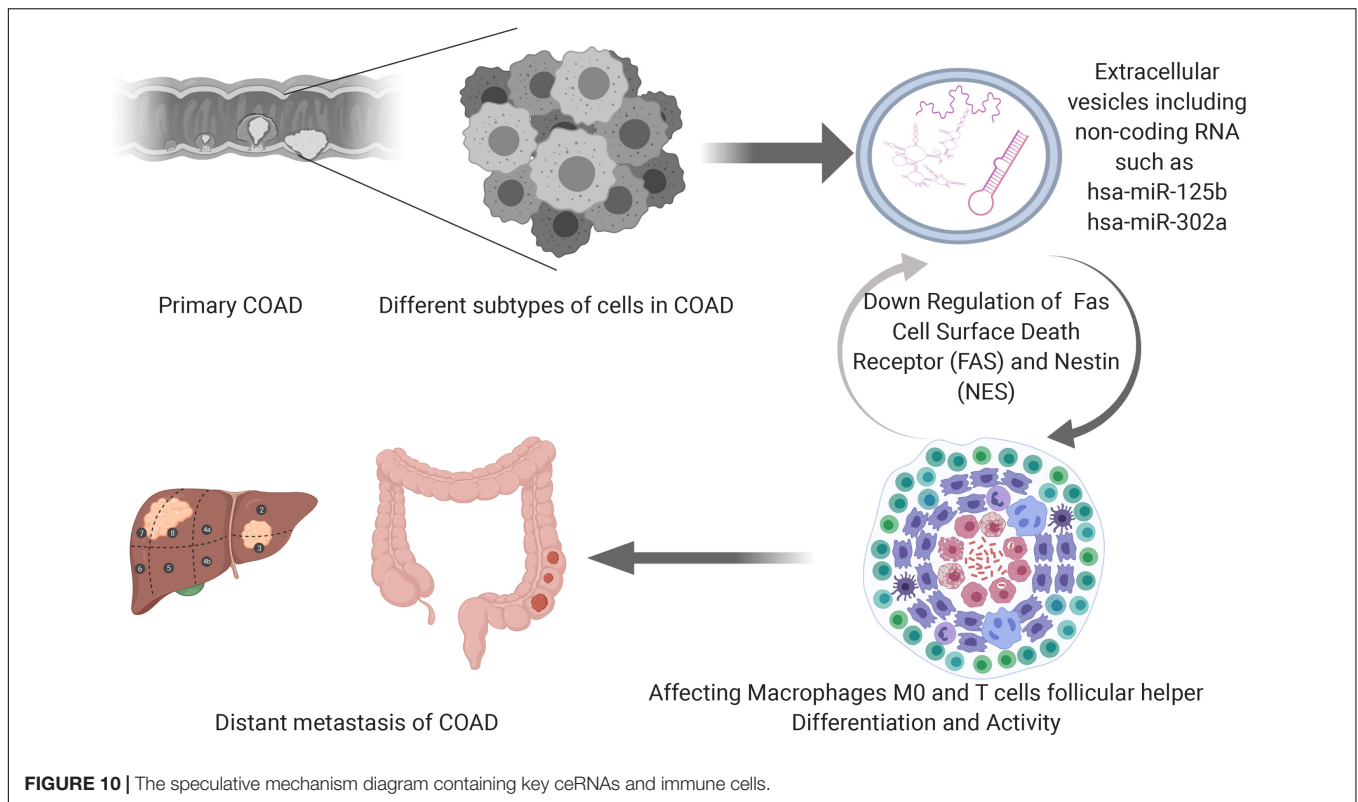 Extracellular
vesicles including
non-coding RNA
such as
hsa-miR-125b
hsa-miR-302a
Primary COAD
Different subtypes of cells in COAD
Down Regulation of Fas
Cell Surface Death
Receptor (FAS) and Nestin
(NES)
7
8
4a
2
3
6
5
4b
Distant metastasis of COAD
Affecting Macrophages M0 and T cells follicular helper
Differentiation and Activity
FIGURE 10 | The speculative mechanism diagram containing key ceRNAs and immune cells.